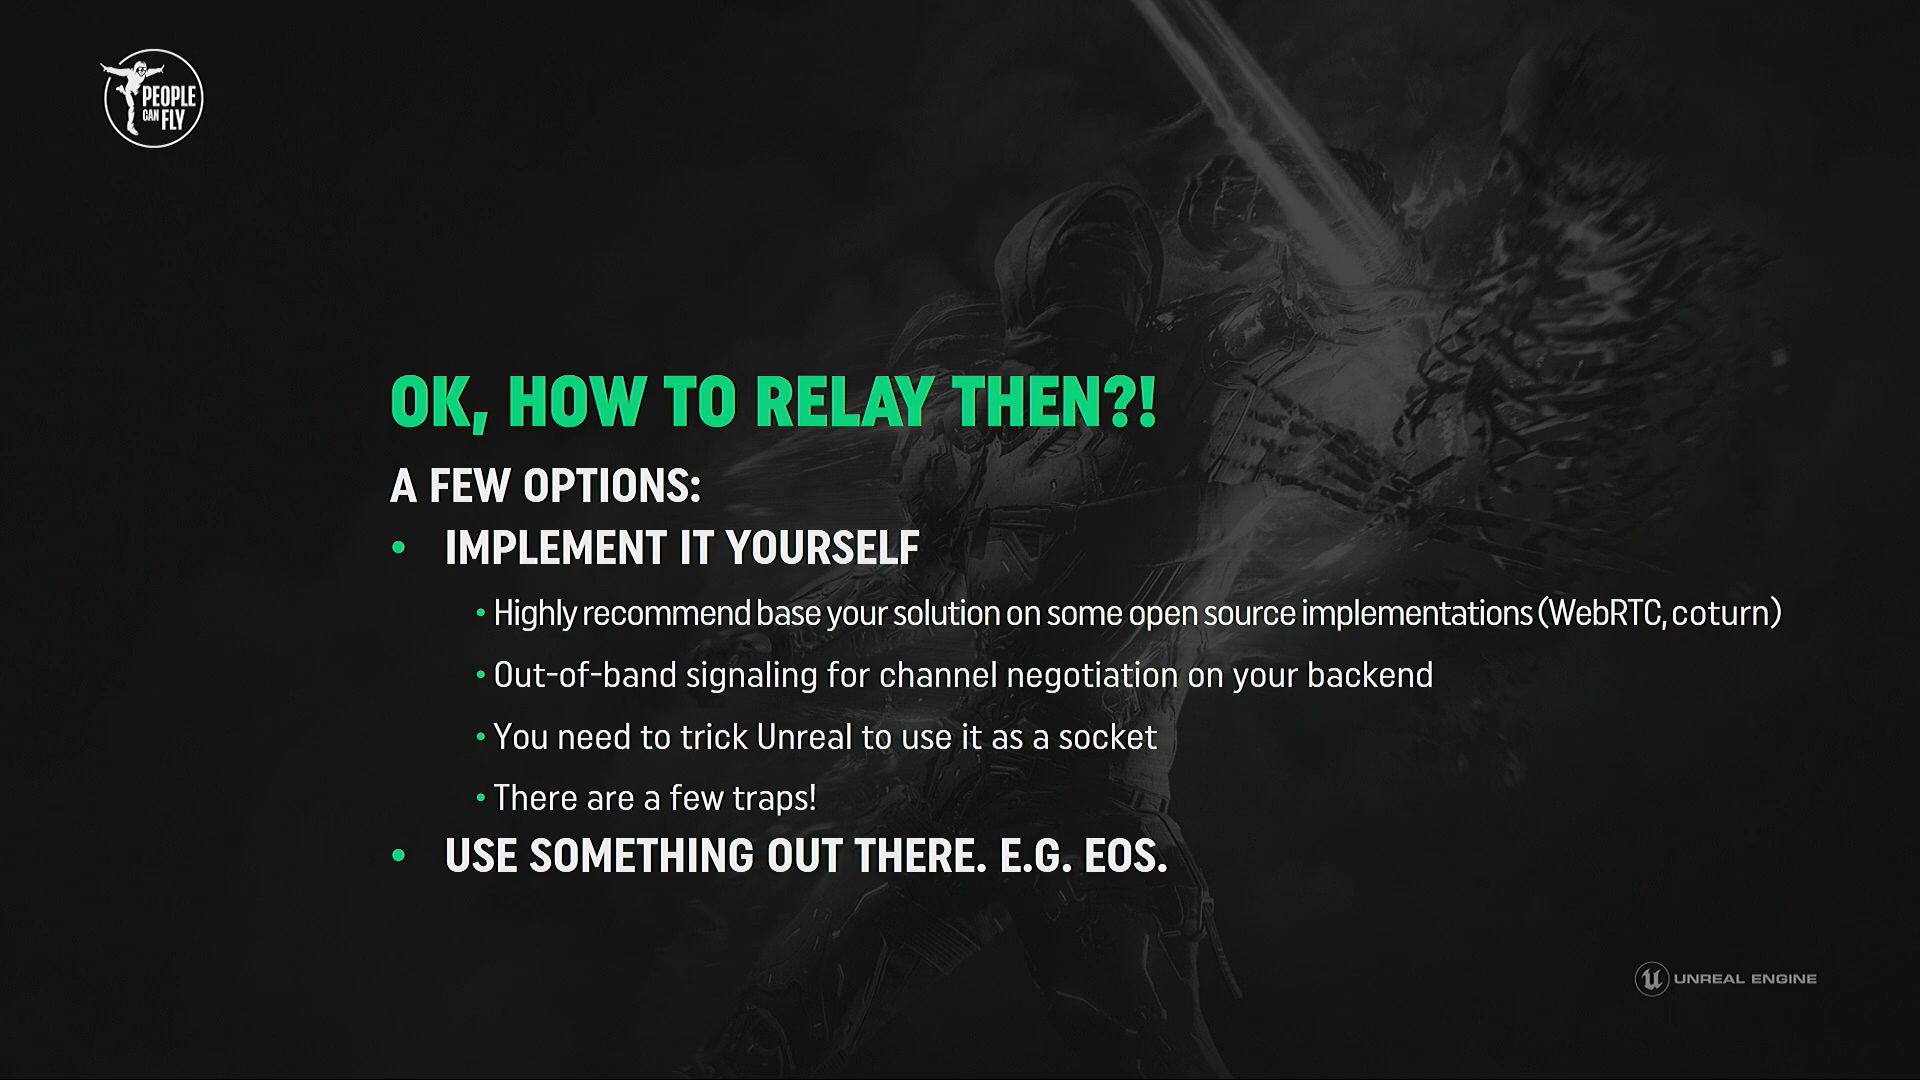 PEOPLE
CAN FLY
OK, HOW TO RELAY THEN?!
A FEW OPTIONS:
• IMPLEMENT IT YOURSELF
• Highly recommend base your solution on some open source implementations (WebRTC, coturn)
• Out-of-band signaling for channel negotiation on your backend
• You need to trick Unreal to use it as a socket
• There are a few traps!
• USE SOMETHING OUT THERE. E.G. EOS.
UNREAL ENGINE